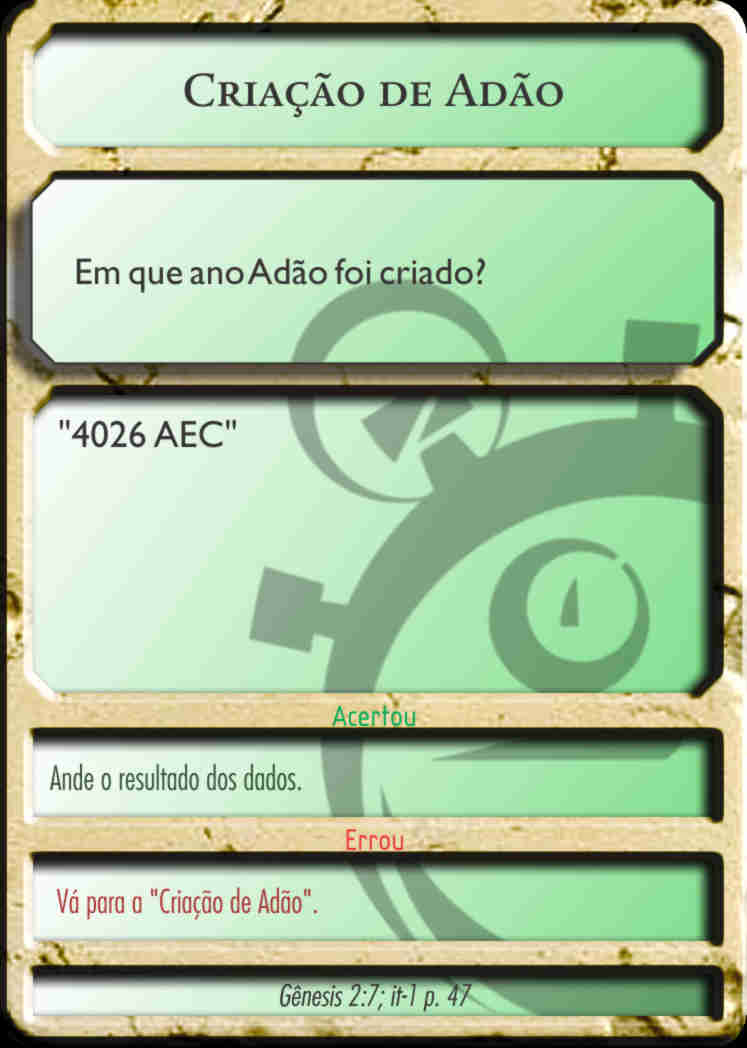 Criação de Adão
Em que ano Adão foi criado?
"4026 AEC"
Acertou
Ande o resultado dos dados.
Errou
Vá para a "Criação de Adão".
Gênesis 2:7; it-1 p. 47